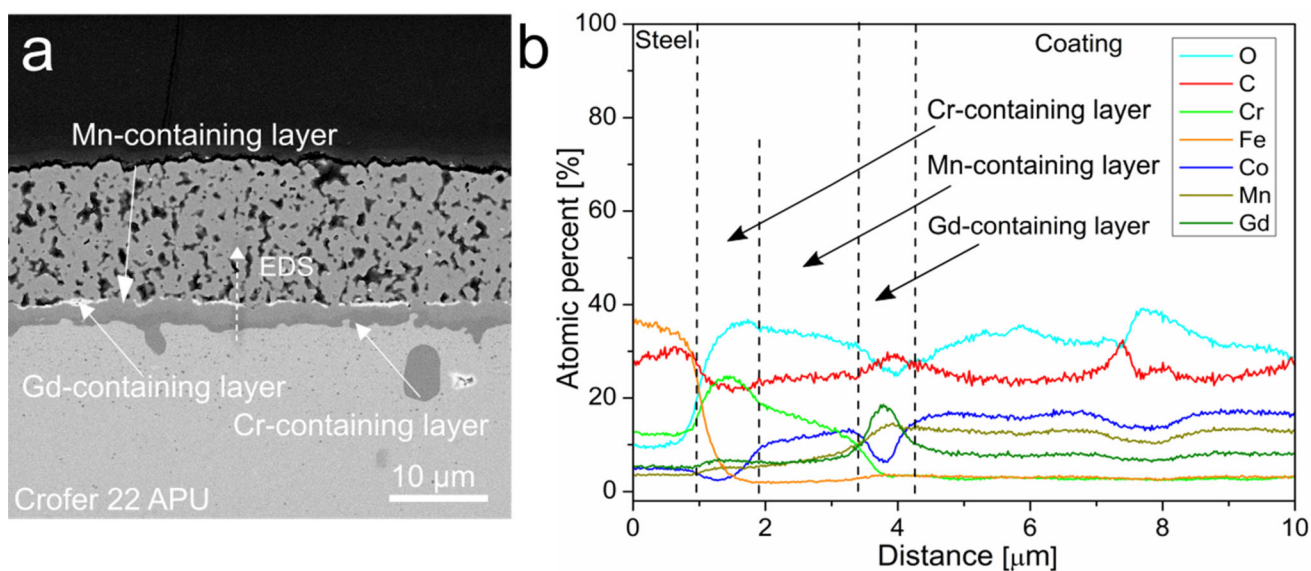 a
Mn-containing layer
EDS
Gd-containing layer
Cr-containing layer
10 μm
Crofer 22 APU
b
100
80
60
40
20
0
Atomic percent [%]
Steel
Coating
Cr-containing layer
Mn-containing layer
Gd-containing layer
O
C
Cr
Fe
Co
Mn
Gd
0 2 4 6 8 10
Distance [μm]